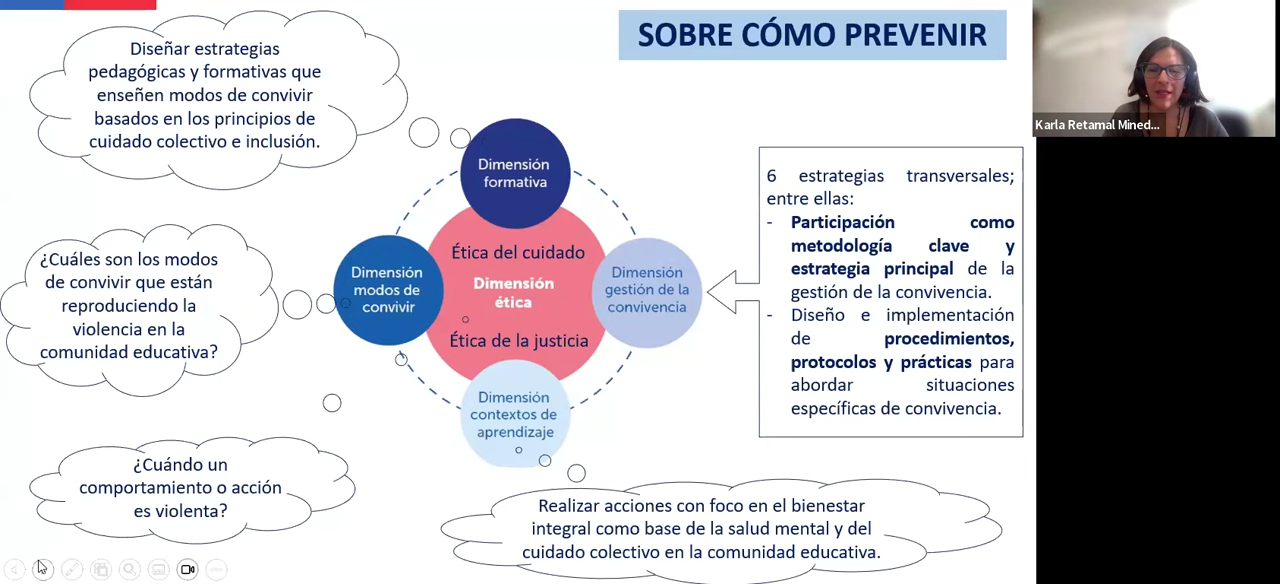 SOBRE CÓMO PREVENIR
Diseñar estrategias
pedagógicas y formativas que
enseñen modos de convivir
basados en los principios de
cuidado colectivo e inclusión.
Karla Retamal Mined...
Dimensión
formativa
6 estrategias transversales;
entre ellas:
- Participación como
metodología clave y
estrategia principal de la
gestión de la convivencia.
- Diseño e implementación
de procedimientos,
protocolos y prácticas para
abordar situaciones
específicas de convivencia.
¿Cuáles son los modos
de convivir que están
reproduciendo la
violencia en la
comunidad educativa?
Dimensión
modos de
convivir
Ética del cuidado
Dimensión
ética
Ética de la justicia
Dimensión
gestión de la
convivencia
Dimensión
contextos de
aprendizaje
¿Cuándo un
comportamiento o acción
es violenta?
Realizar acciones con foco en el bienestar
integral como base de la salud mental y del
cuidado colectivo en la comunidad educativa.